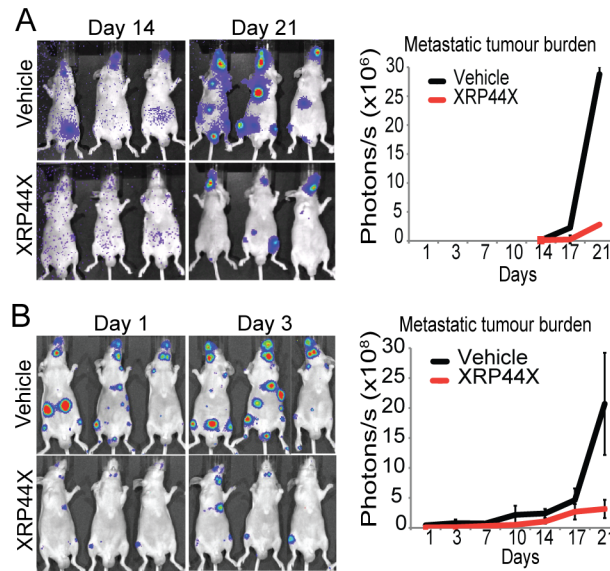 A
Day 14 Day 21
Vehicle
XRP44X
Metastatic tumour burden
Photons/s (x10⁶)
30
25
20
15
10
5
0
Vehicle
XRP44X
1 3 7 10 14 17 21
Days
B
Day 1 Day 3
Vehicle
XRP44X
Metastatic tumour burden
Photons/s (x10⁸)
30
25
20
15
10
5
0
Vehicle
XRP44X
1 3 7 10 14 17 21
Days